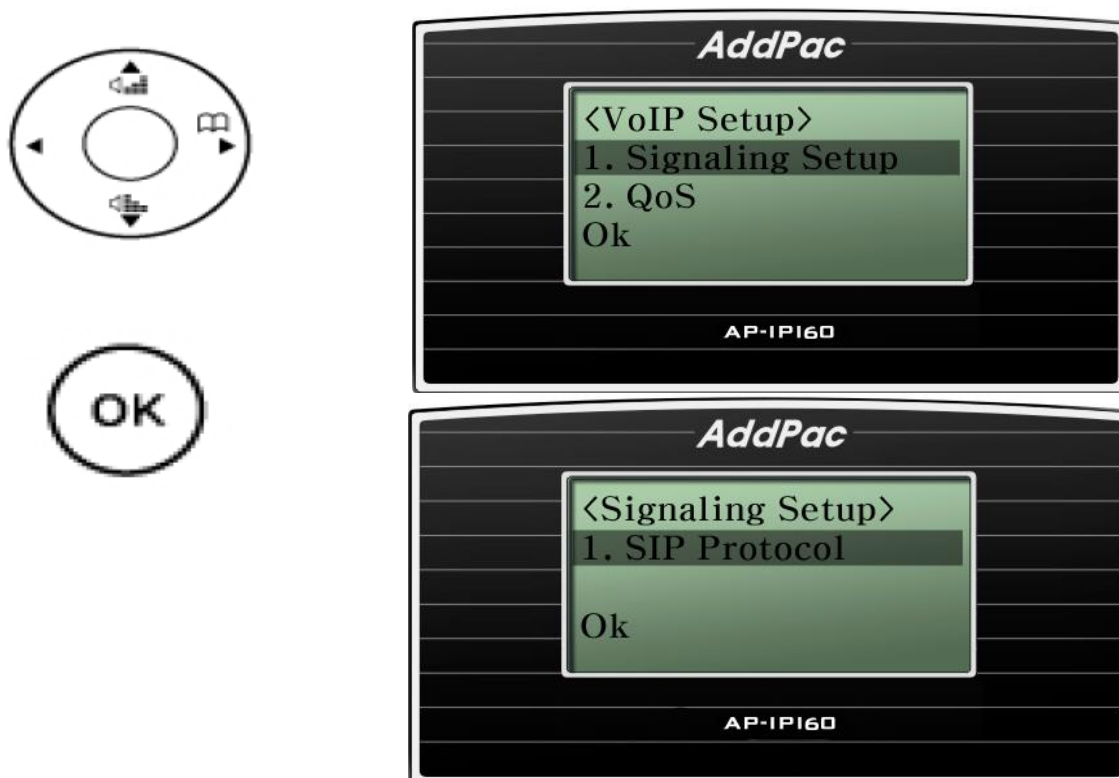 AddPac
<VoIP Setup>
1. Signaling Setup
2. QoS
Ok
AP-IP160
OK
AddPac
<Signaling Setup>
1. SIP Protocol
Ok
AP-IP160